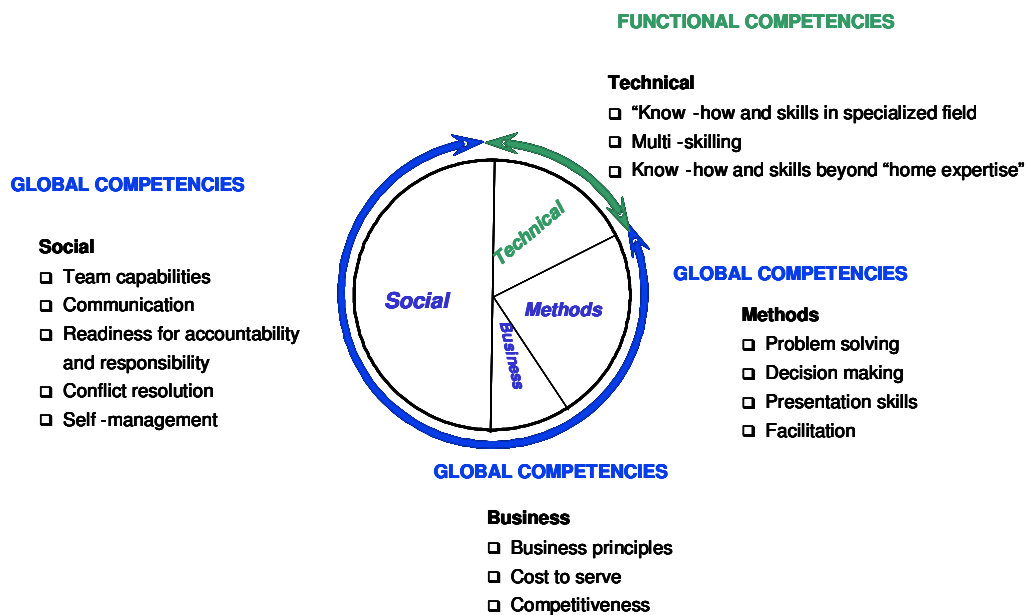 FUNCTIONAL COMPETENCIES
Technical
❑ “Know -how and skills in specialized field
❑ Multi -skilling
❑ Know -how and skills beyond “home expertise”
GLOBAL COMPETENCIES
Social
❑ Team capabilities
❑ Communication
❑ Readiness for accountability
and responsibility
❑ Conflict resolution
❑ Self -management
Technical
Social
Methods
Business
GLOBAL COMPETENCIES
Methods
❑ Problem solving
❑ Decision making
❑ Presentation skills
❑ Facilitation
GLOBAL COMPETENCIES
Business
❑ Business principles
❑ Cost to serve
❑ Competitiveness